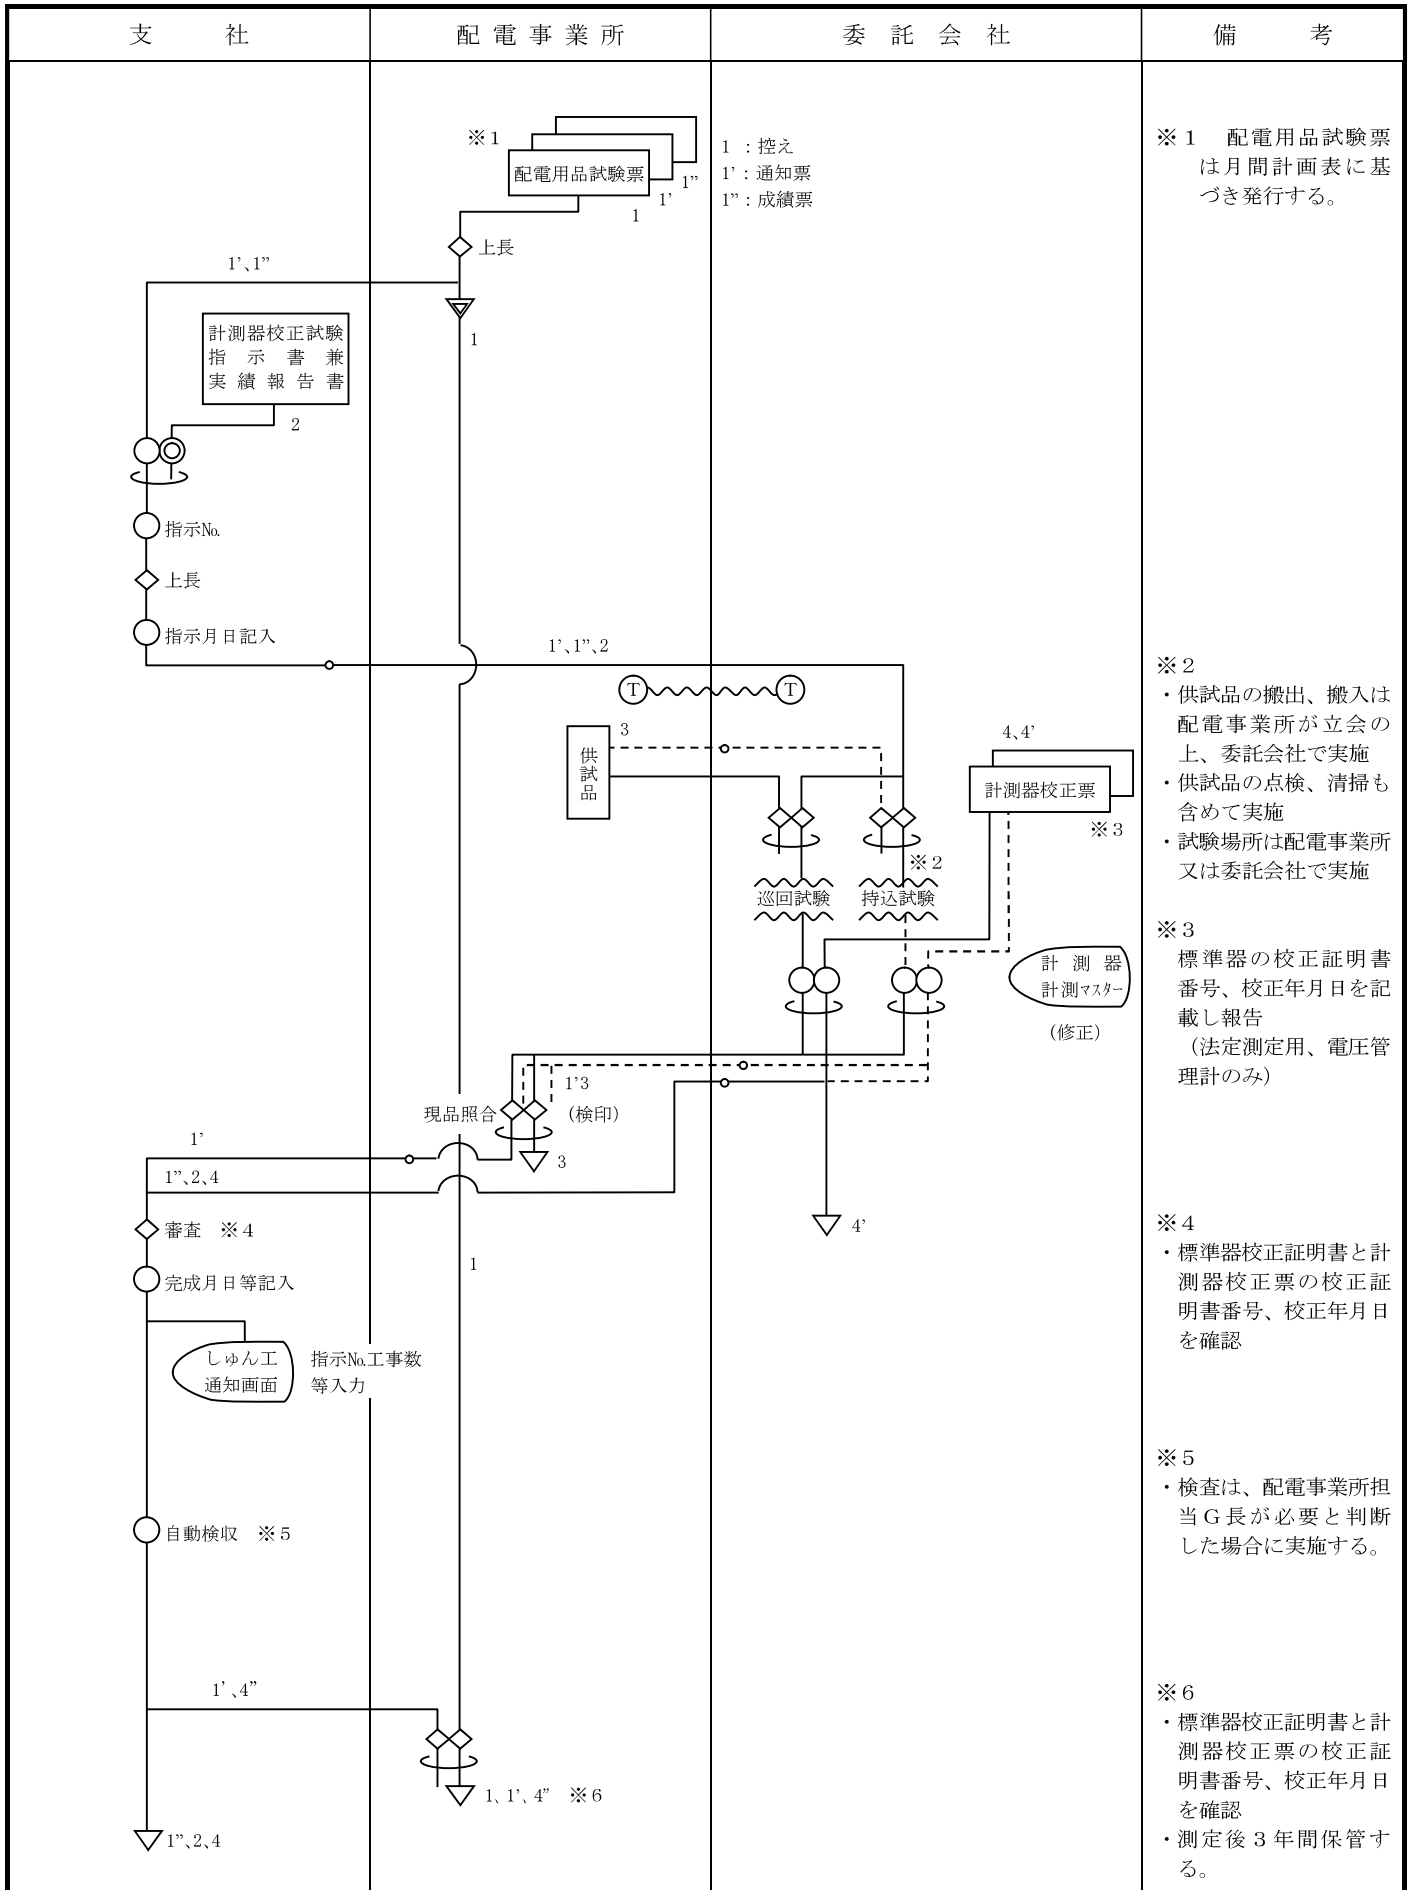 支　社
配電事業所
委託会社
備　考
※1
配電用品試験票
1”
1’
1
1 ：控え
1’：通知票
1”：成績票
※１　配電用品試験票
は月間計画表に基
づき発行する。
上長
1’、1”
1
計測器校正試験
指示書兼
実績報告書
2
指示№
上長
指示月日記入
1’、1”、2
T
T
3
供試品
4、4’
計測器校正票
※3
※2
巡回試験
持込試験
計測器
計測マスター
（修正）
1’3
現品照合
（検印）
3
1’
1”、2、4
4’
審査　※4
完成月日等記入
1
しゅん工
通知画面
指示№工事数
等入力
自動検収　※5
1’、4”
1、1’、4”　※6
1”、2、4
※２
・供試品の搬出、搬入は
配電事業所が立会の
上、委託会社で実施
・供試品の点検、清掃も
含めて実施
・試験場所は配電事業所
又は委託会社で実施
※３
標準器の校正証明書
番号、校正年月日を記
載し報告
（法定測定用、電圧管
理計のみ）
※４
・標準器校正証明書と計
測器校正票の校正証
明書番号、校正年月日
を確認
※５
・検査は、配電事業所担
当Ｇ長が必要と判断
した場合に実施する。
※６
・標準器校正証明書と計
測器校正票の校正証
明書番号、校正年月日
を確認
・測定後３年間保管す
る。